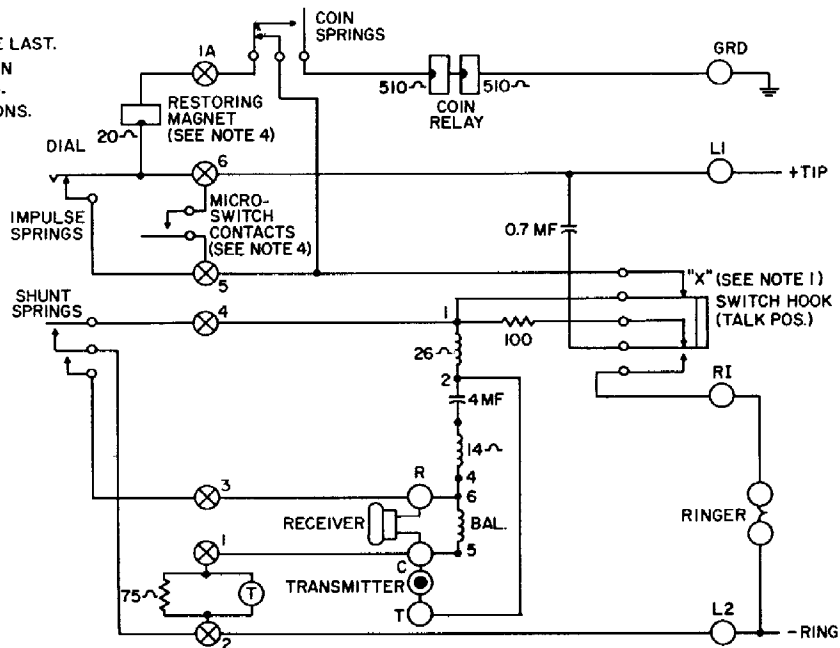 E LAST.
N
-
ONS.
COIN
SPRINGS
1A
GRD
RESTORING
MAGNET
(SEE NOTE 4)
20
510
510
COIN
RELAY
DIAL
6
L1
+TIP
IMPULSE
SPRINGS
MICRO-
SWITCH
CONTACTS
(SEE NOTE 4)
0.7 MF
5
"X" (SEE NOTE 1)
SWITCH HOOK
(TALK POS.)
SHUNT
SPRINGS
4
1
100
26
2
4 MF
R1
14
4
3
R
6
RECEIVER
BAL.
RINGER
1
C
5
75
T
TRANSMITTER
T
2
L2
-RING